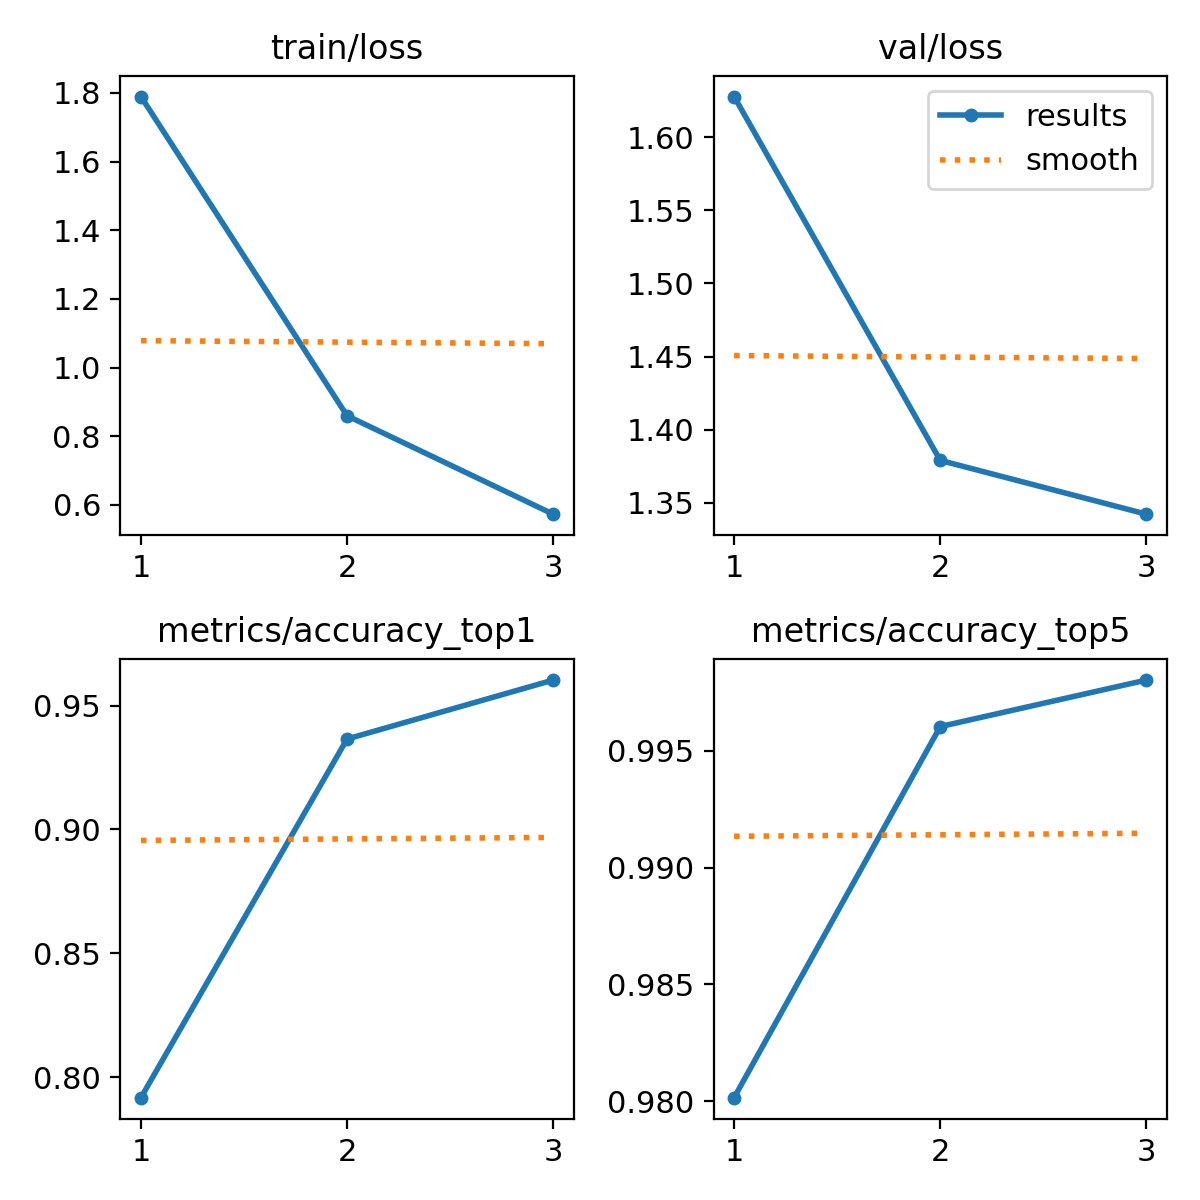 train/loss
1.8
1.6
1.4
1.2
1.0
0.8
0.6
1 2 3
val/loss
results
smooth
1.60
1.55
1.50
1.45
1.40
1.35
1 2 3
metrics/accuracy_top1
0.95
0.90
0.85
0.80
1 2 3
metrics/accuracy_top5
0.995
0.990
0.985
0.980
1 2 3